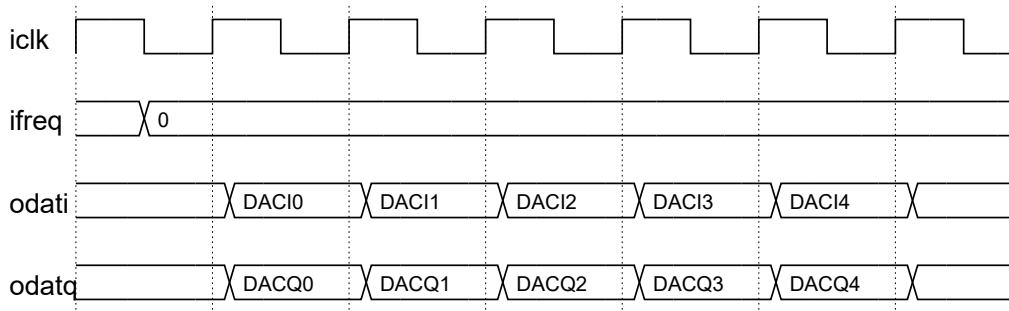 iclk
ifreq 0
odati DACI0 DACI1 DACI2 DACI3 DACI4
odatq DACQ0 DACQ1 DACQ2 DACQ3 DACQ4